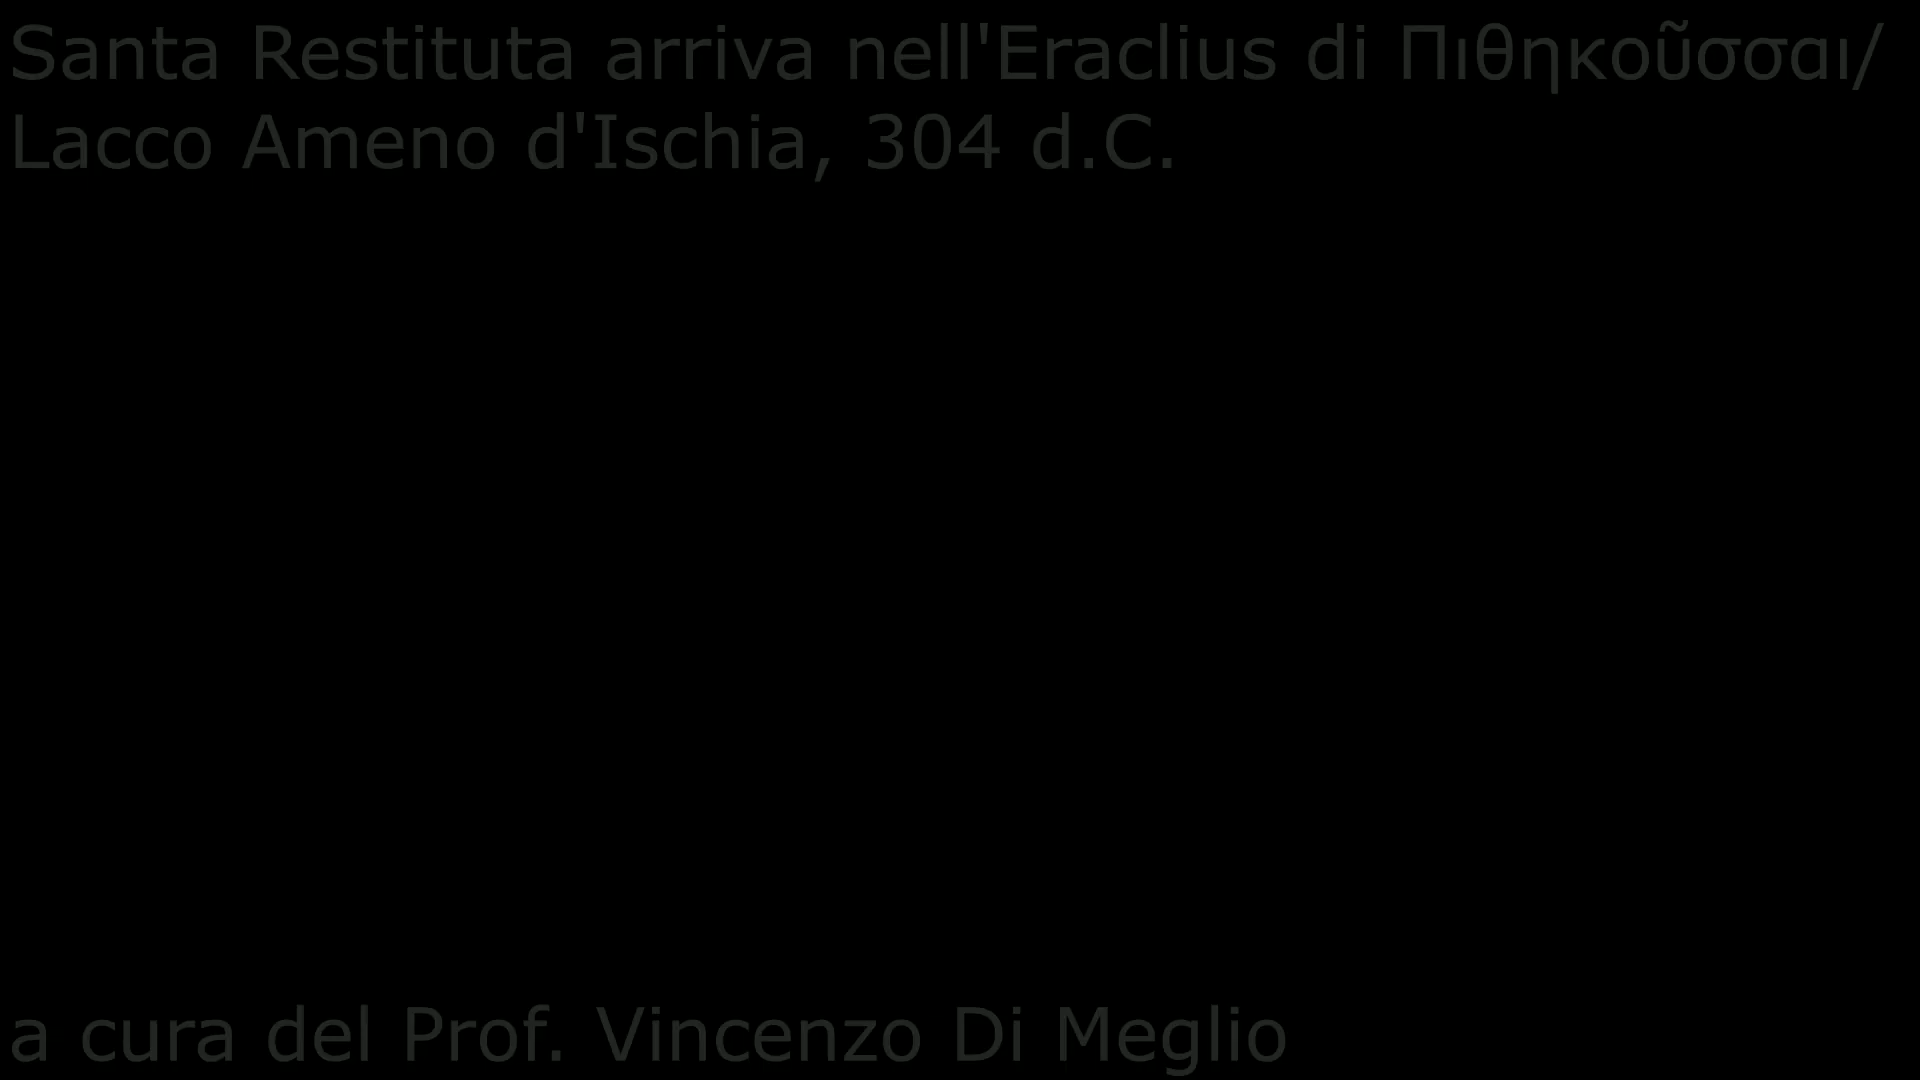 Santa Restituta arriva nell'Eraclius di Πιθηκοῦσσαι/
Lacco Ameno d'Ischia, 304 d.C.
a cura del Prof. Vincenzo Di Meglio